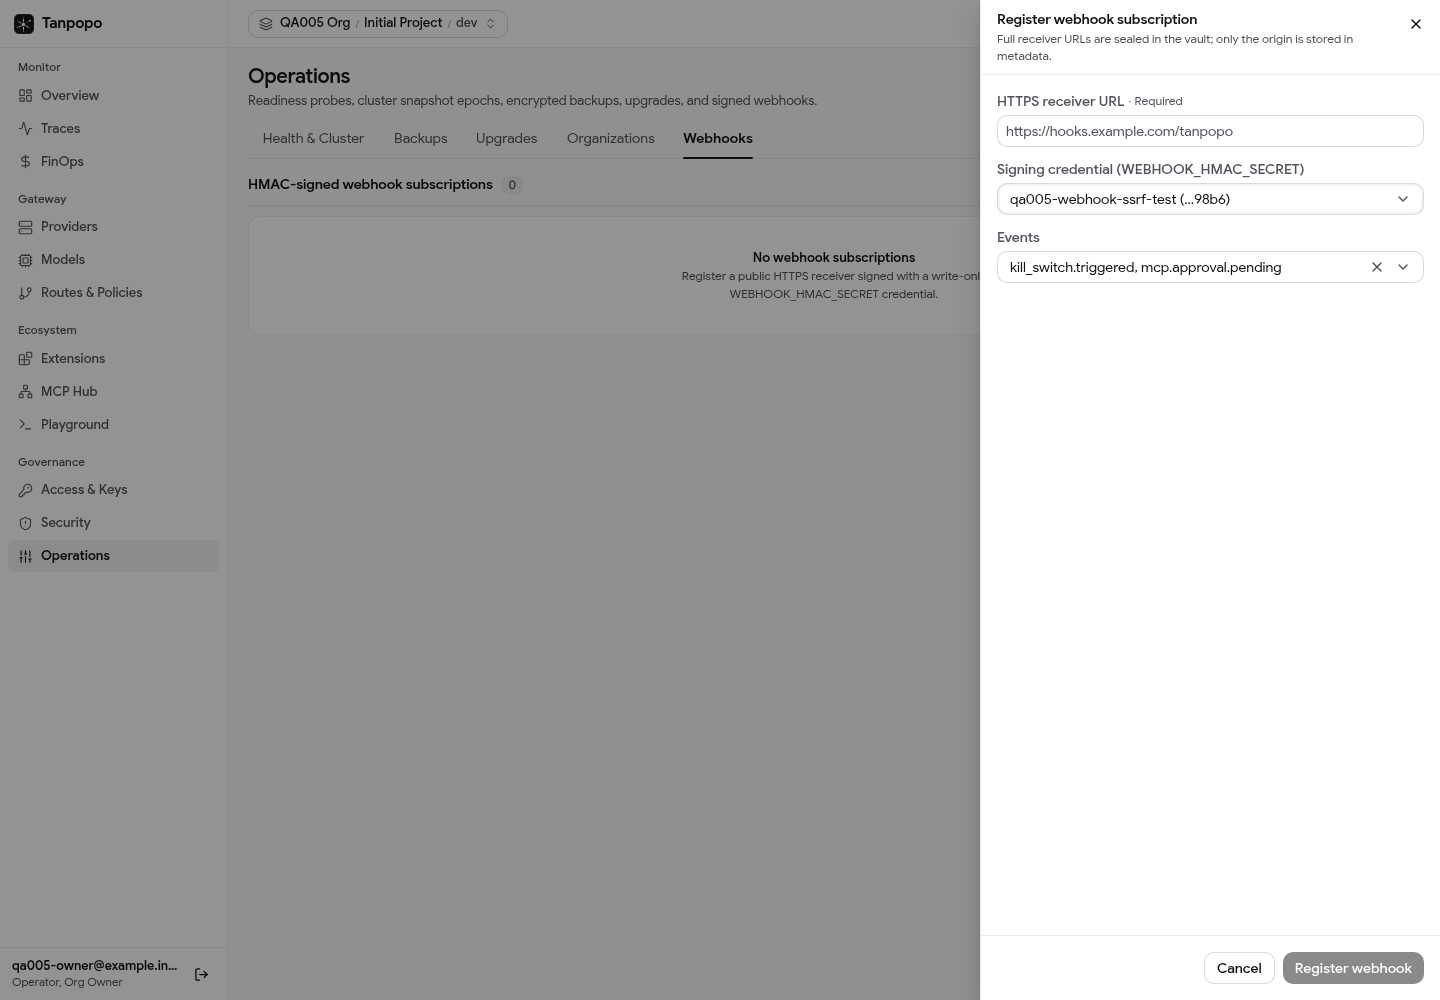 Tanpopo
Monitor
Overview
Traces
FinOps
Gateway
Providers
Models
Routes & Policies
Ecosystem
Extensions
MCP Hub
Playground
Governance
Access & Keys
Security
Operations
qa005-owner@example.in...
Operator, Org Owner
QA005 Org / Initial Project / dev
Operations
Readiness probes, cluster snapshot epochs, encrypted backups, upgrades, and signed webhooks.
Health & Cluster Backups Upgrades Organizations Webhooks
HMAC-signed webhook subscriptions 0
No webhook subscriptions
Register a public HTTPS receiver signed with a
WEBHOOK_HMAC_SECRET credential.
Register webhook subscription
Full receiver URLs are sealed in the vault; only the origin is stored in
metadata.
HTTPS receiver URL · Required
https://hooks.example.com/tanpopo
Signing credential (WEBHOOK_HMAC_SECRET)
qa005-webhook-ssrf-test (…98b6)
Events
kill_switch.triggered, mcp.approval.pending
Cancel
Register webhook